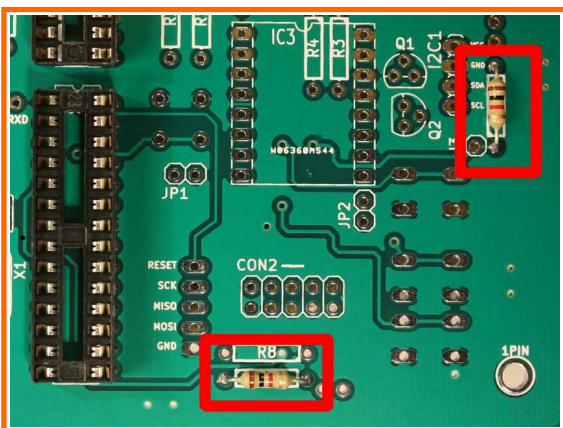 IC3
R4
R3
Q1
I2C1
GND
SDA
SCL
Q2
RXD
M06360MS44
JP1
JP2
X1
RESET
SCK
MISO
MOSI
GND
CON2
R8
1PIN